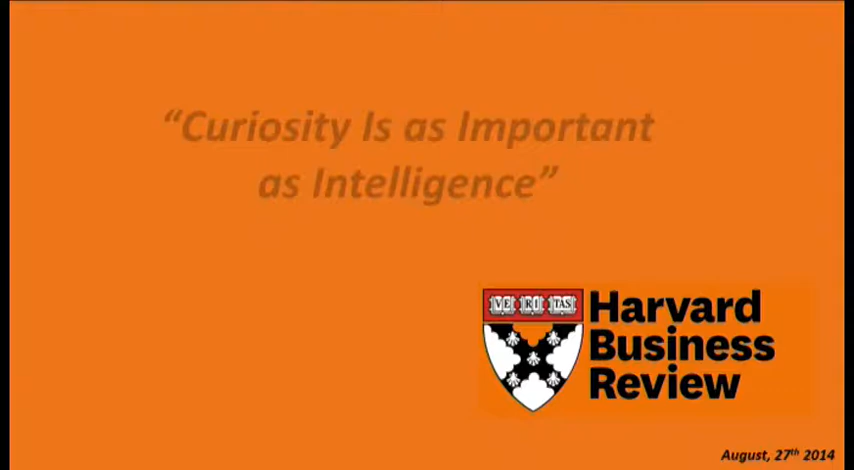 “Curiosity Is as Important
as Intelligence”
VE RI TAS
Harvard
Business
Review
August, 27th 2014